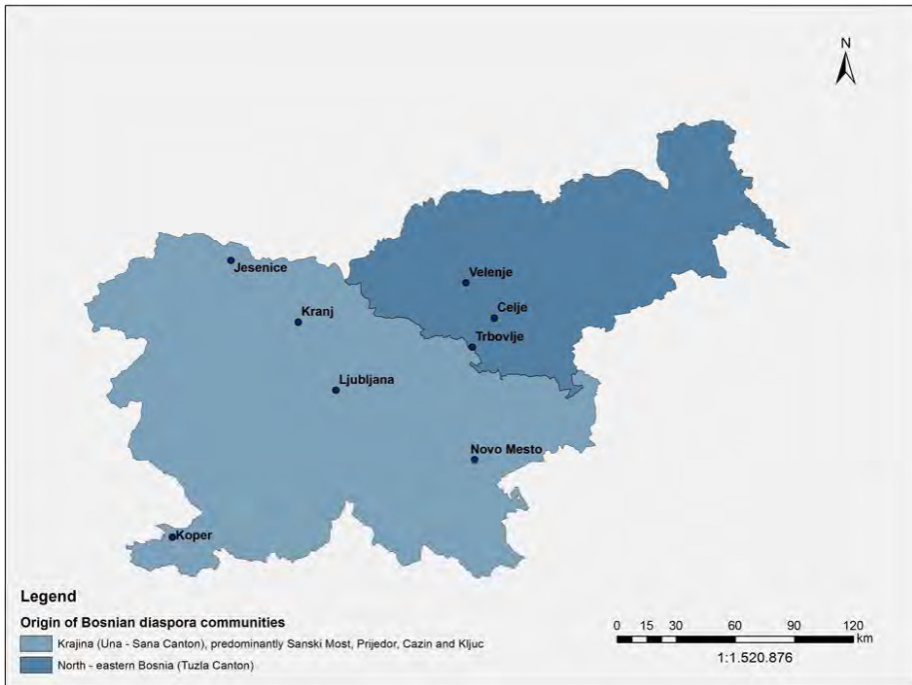 N
Jesenice
Velenje
Kranj
Celje
Trbovlje
Ljubljana
Novo Mesto
Koper
Legend
Origin of Bosnian diaspora communities
Krajina (Una - Sana Canton), predominantly Sanski Most, Prijedor, Cazin and Kljuc
North - eastern Bosnia (Tuzla Canton)
0 15 30 60 90 120
km
1:1.520.876